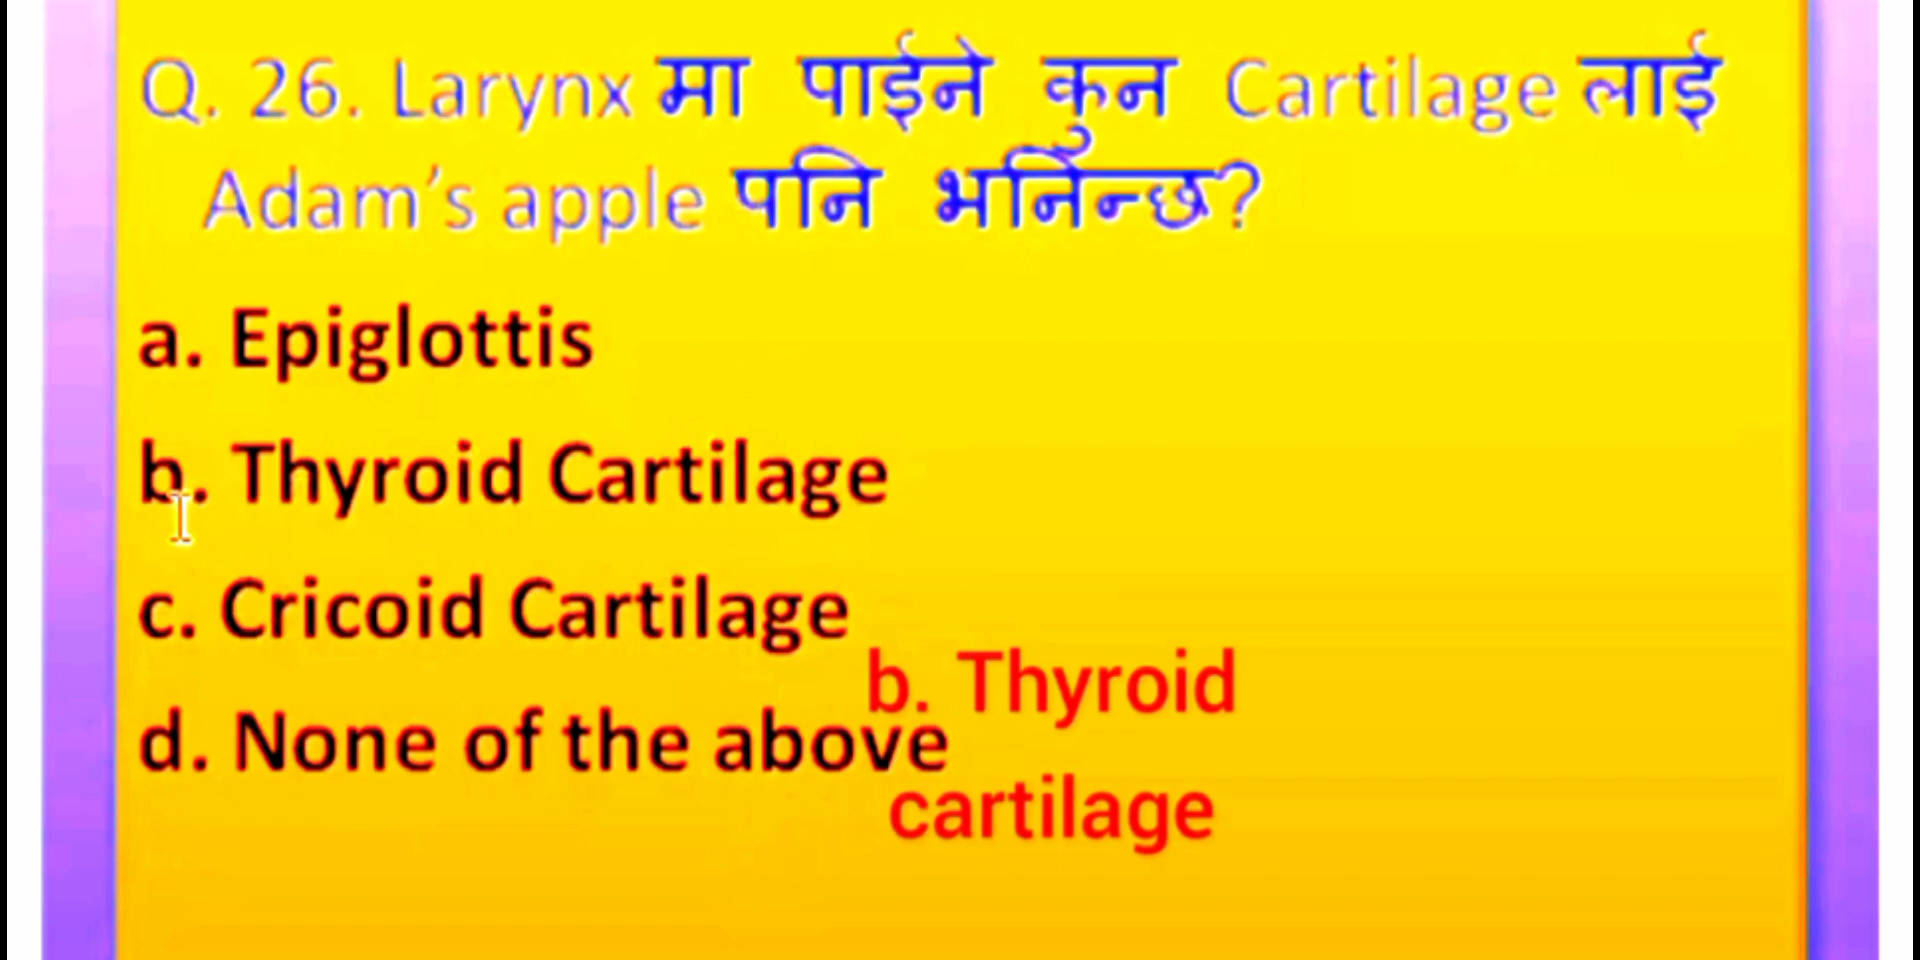 Q. 26. Larynx मा पाईने कुन Cartilage लाई
Adam's apple पनि भनिन्छ?
a. Epiglottis
b. Thyroid Cartilage
c. Cricoid Cartilage
d. None of the above
b. Thyroid
cartilage